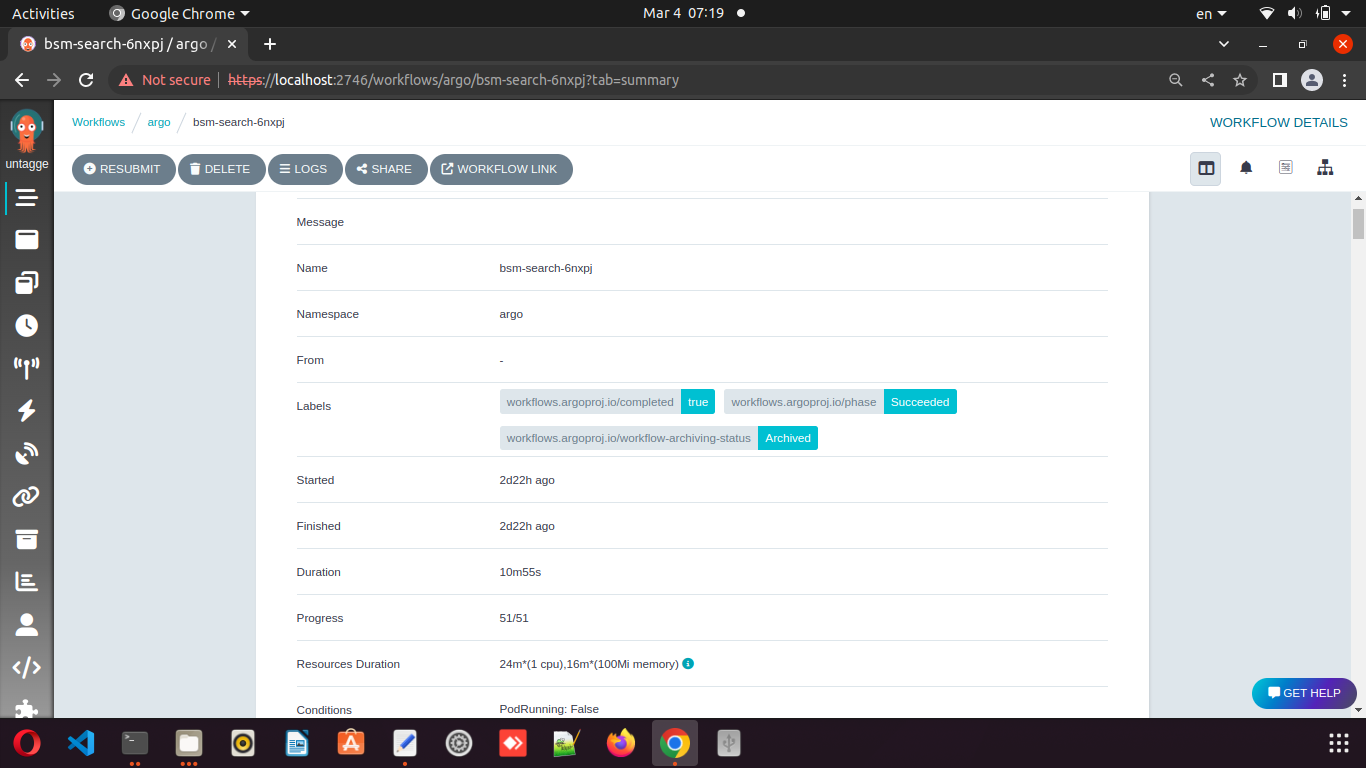 Activities
Google Chrome
Mar 4 07:19
en
bsm-search-6nxpj / argo /
Not secure
https://localhost:2746/workflows/argo/bsm-search-6nxpj?tab=summary
untagge
Workflows
argo
bsm-search-6nxpj
WORKFLOW DETAILS
RESUBMIT
DELETE
LOGS
SHARE
WORKFLOW LINK
Message
Name bsm-search-6nxpj
Namespace argo
From -
Labels workflows.argoproj.io/completed true workflows.argoproj.io/phase Succeeded
workflows.argoproj.io/workflow-archiving-status Archived
Started 2d22h ago
Finished 2d22h ago
Duration 10m55s
Progress 51/51
Resources Duration 24m*(1 cpu),16m*(100Mi memory)
Conditions PodRunning: False
GET HELP